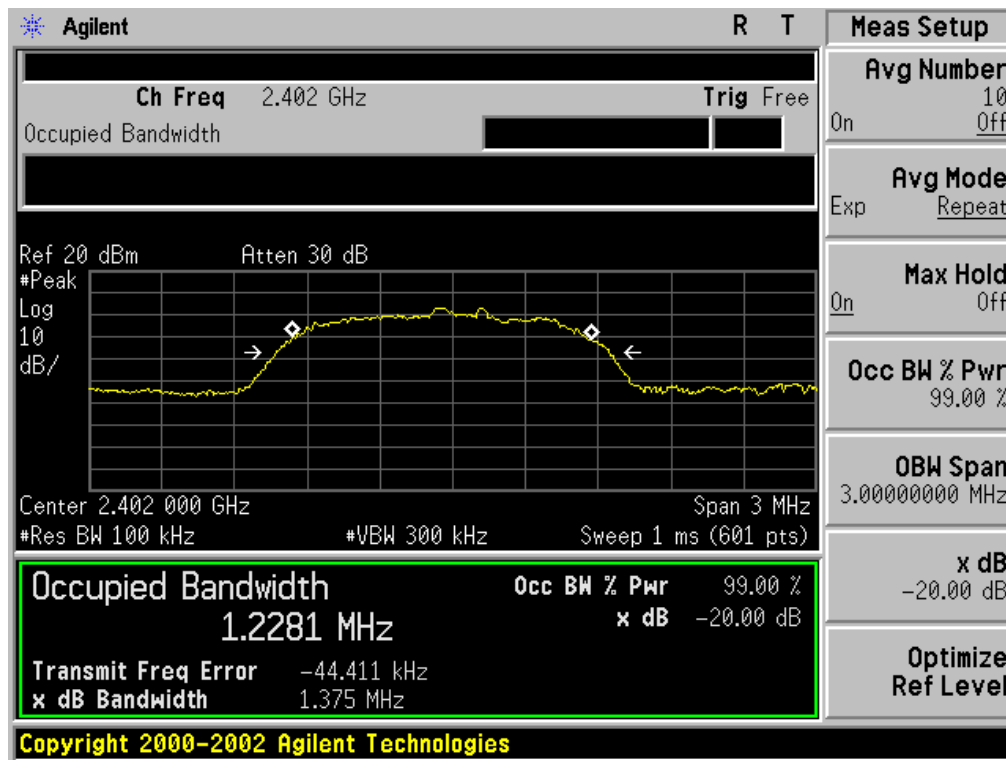 Agilent R T
Ch Freq 2.402 GHz Trig Free
Occupied Bandwidth
Ref 20 dBm Atten 30 dB
#Peak
Log
10
dB/
Center 2.402 000 GHz Span 3 MHz
#Res BW 100 kHz #VBW 300 kHz Sweep 1 ms (601 pts)
Occupied Bandwidth
1.2281 MHz
Occ BW % Pwr 99.00 %
x dB -20.00 dB
Transmit Freq Error -44.411 kHz
x dB Bandwidth 1.375 MHz
Copyright 2000-2002 Agilent Technologies
Meas Setup
Avg Number
10
On Off
Avg Mode
Exp Repeat
Max Hold
On Off
Occ BW % Pwr
99.00 %
OBW Span
3.00000000 MHz
x dB
-20.00 dB
Optimize
Ref Level